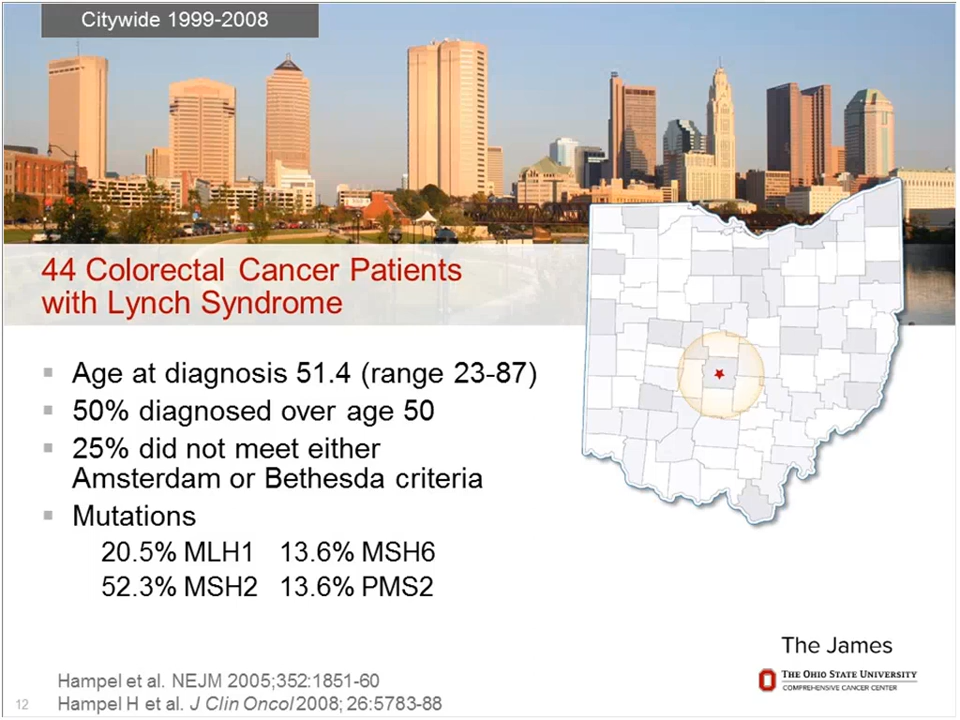 Citywide 1999-2008
44 Colorectal Cancer Patients
with Lynch Syndrome
Age at diagnosis 51.4 (range 23-87)
50% diagnosed over age 50
25% did not meet either
Amsterdam or Bethesda criteria
Mutations
20.5% MLH1 13.6% MSH6
52.3% MSH2 13.6% PMS2
The James
THE OHIO STATE UNIVERSITY
COMPREHENSIVE CANCER CENTER
Hampel et al. NEJM 2005;352:1851-60
12 Hampel H et al. J Clin Oncol 2008; 26:5783-88